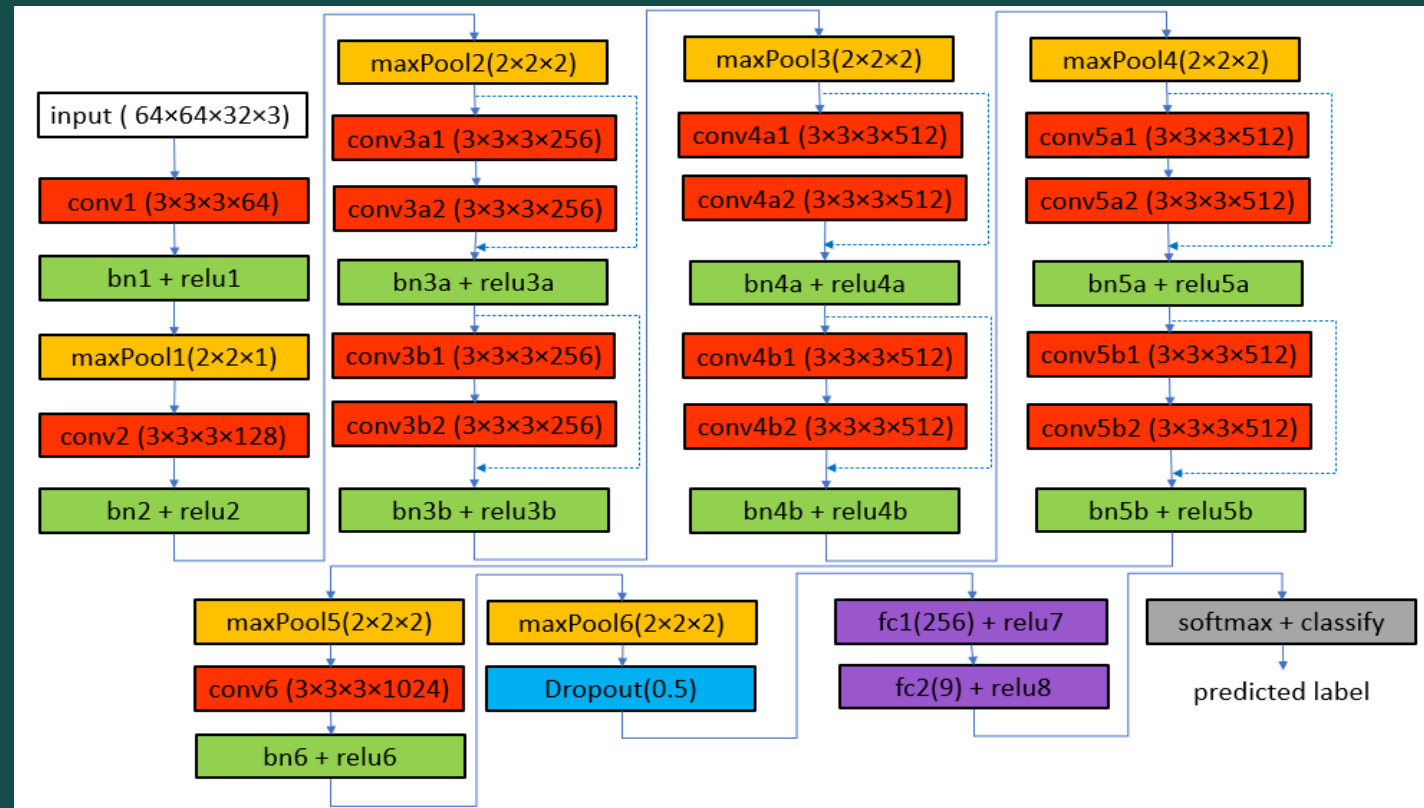 input ( 64×64×32×3)
conv1 (3×3×3×64)
bn1 + relu1
maxPool1(2×2×1)
conv2 (3×3×3×128)
bn2 + relu2
maxPool2(2×2×2)
conv3a1 (3×3×3×256)
conv3a2 (3×3×3×256)
bn3a + relu3a
conv3b1 (3×3×3×256)
conv3b2 (3×3×3×256)
bn3b + relu3b
maxPool3(2×2×2)
conv4a1 (3×3×3×512)
conv4a2 (3×3×3×512)
bn4a + relu4a
conv4b1 (3×3×3×512)
conv4b2 (3×3×3×512)
bn4b + relu4b
maxPool4(2×2×2)
conv5a1 (3×3×3×512)
conv5a2 (3×3×3×512)
bn5a + relu5a
conv5b1 (3×3×3×512)
conv5b2 (3×3×3×512)
bn5b + relu5b
maxPool5(2×2×2)
conv6 (3×3×3×1024)
bn6 + relu6
maxPool6(2×2×2)
Dropout(0.5)
fc1(256) + relu7
fc2(9) + relu8
softmax + classify
predicted label